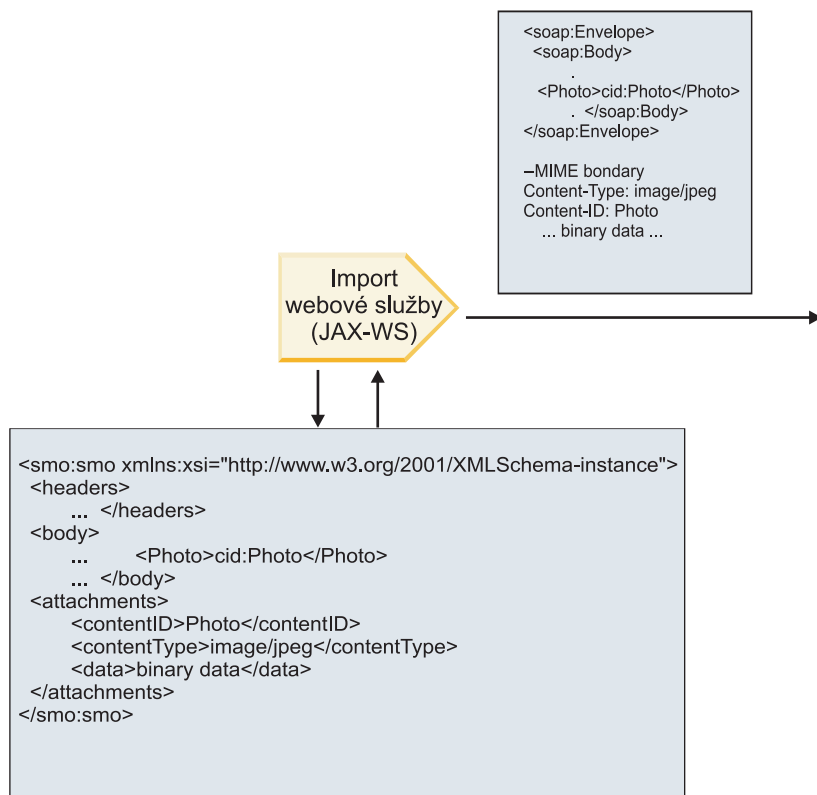 <soap:Envelope>
<soap:Body>
.
<Photo>cid:Photo</Photo>
. </soap:Body>
</soap:Envelope>
–MIME bondary
Content-Type: image/jpeg
Content-ID: Photo
... binary data ...
Import
webové služby
(JAX-WS)
<smo:smo xmlns:xsi="http://www.w3.org/2001/XMLSchema-instance">
<headers>
... </headers>
<body>
... <Photo>cid:Photo</Photo>
... </body>
<attachments>
<contentID>Photo</contentID>
<contentType>image/jpeg</contentType>
<data>binary data</data>
</attachments>
</smo:smo>